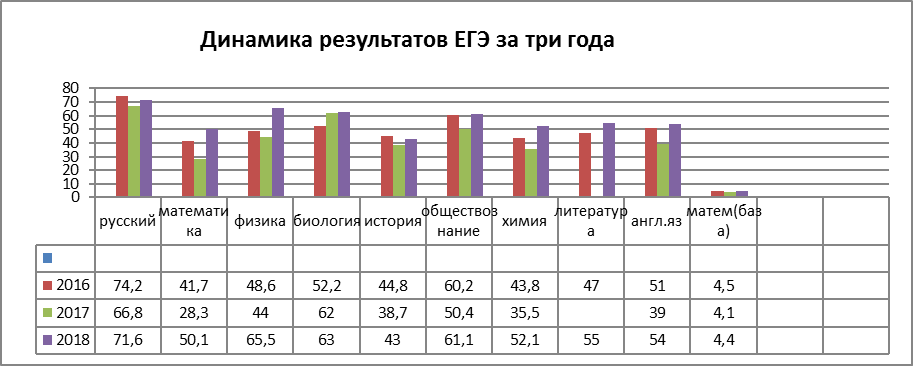 Динамика результатов ЕГЭ за три года
80
70
60
50
40
30
20
10
0
русский математи физика биология история обществоз химия литератур англ.яз матем(баз
ка знание а а)
2016 74,2 41,7 48,6 52,2 44,8 60,2 43,8 47 51 4,5
2017 66,8 28,3 44 62 38,7 50,4 35,5 39 4,1
2018 71,6 50,1 65,5 63 43 61,1 52,1 55 54 4,4